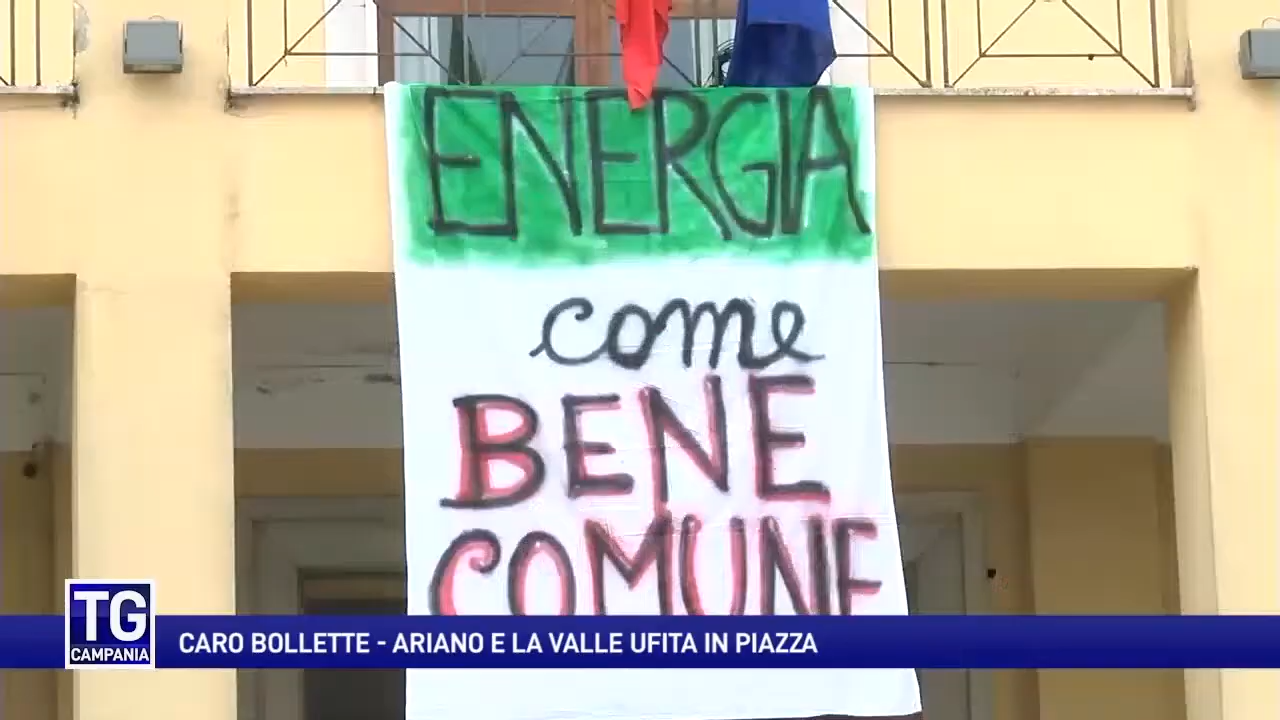 ENERGIA
come
BENE
COMUNE
TG
CAMPANIA
CARO BOLLETTE - ARIANO E LA VALLE UFITA IN PIAZZA